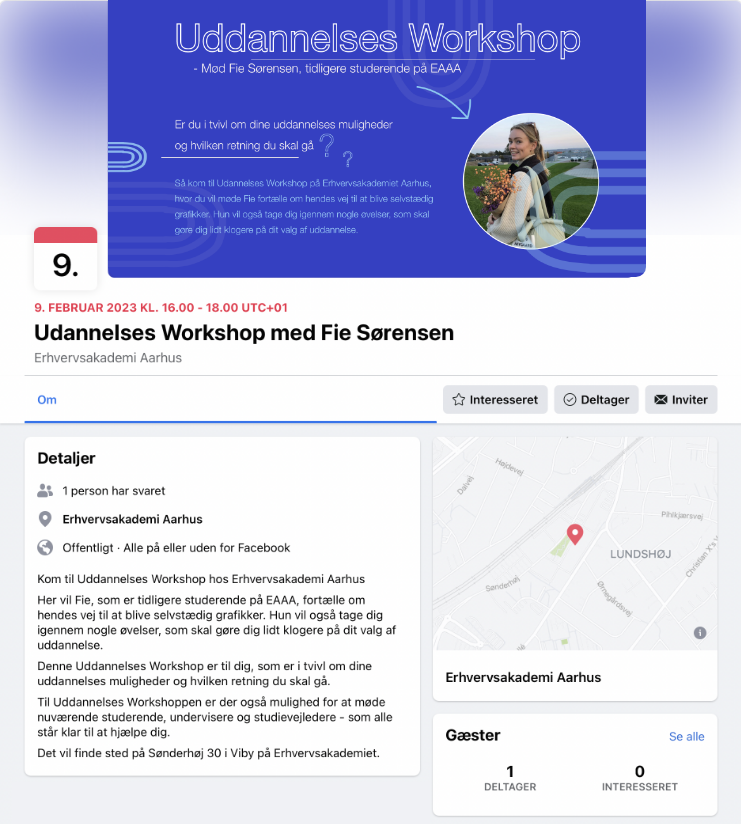 Uddannelses Workshop
- Mød Fie Sørensen, tidligere studerende på EAAA
Er du i tvivl om dine uddannelses muligheder
og hvilken retning du skal gå ?
?
Så kom til Udannelses Workshop på Erhvervsakademiet Aarhus,
hvor du vil møde Fie fortælle om hendes vej til at blive selvstædig
grafikker. Hun vil også tage dig igennem nogle øvelser, som skal
gøre dig lidt klogere på dit valg af uddannelse.
9.
9. FEBRUAR 2023 KL. 16.00 - 18.00 UTC+01
Udannelses Workshop med Fie Sørensen
Erhvervsakademi Aarhus
Om
Interesseret
Deltager
Inviter
Detaljer
1 person har svaret
Erhvervsakademi Aarhus
Offentligt · Alle på eller uden for Facebook
Kom til Uddannelses Workshop hos Erhvervsakademi Aarhus
Her vil Fie, som er tidligere studerende på EAAA, fortælle om
hendes vej til at blive selvstædig grafikker. Hun vil også tage dig
igennem nogle øvelser, som skal gøre dig lidt klogere på dit valg af
uddannelse.
Denne Uddannelses Workshop er til dig, som er i tvivl om dine
uddannelses muligheder og hvilken retning du skal gå.
Til Uddannelses Workshoppen er der også mulighed for at møde
nuværende studerende, undervisere og studievejledere - som alle
står klar til at hjælpe dig.
Det vil finde sted på Sønderhøj 30 i Viby på Erhvervsakademiet.
Højdevej
Dalvej
Pihlkjærsvej
LUNDSHØJ
Christian X's v
Sønderhøj
Ørnegårdsvej
Erhvervsakademi Aarhus
Gæster
Se alle
1
DELTAGER
0
INTERESSERET